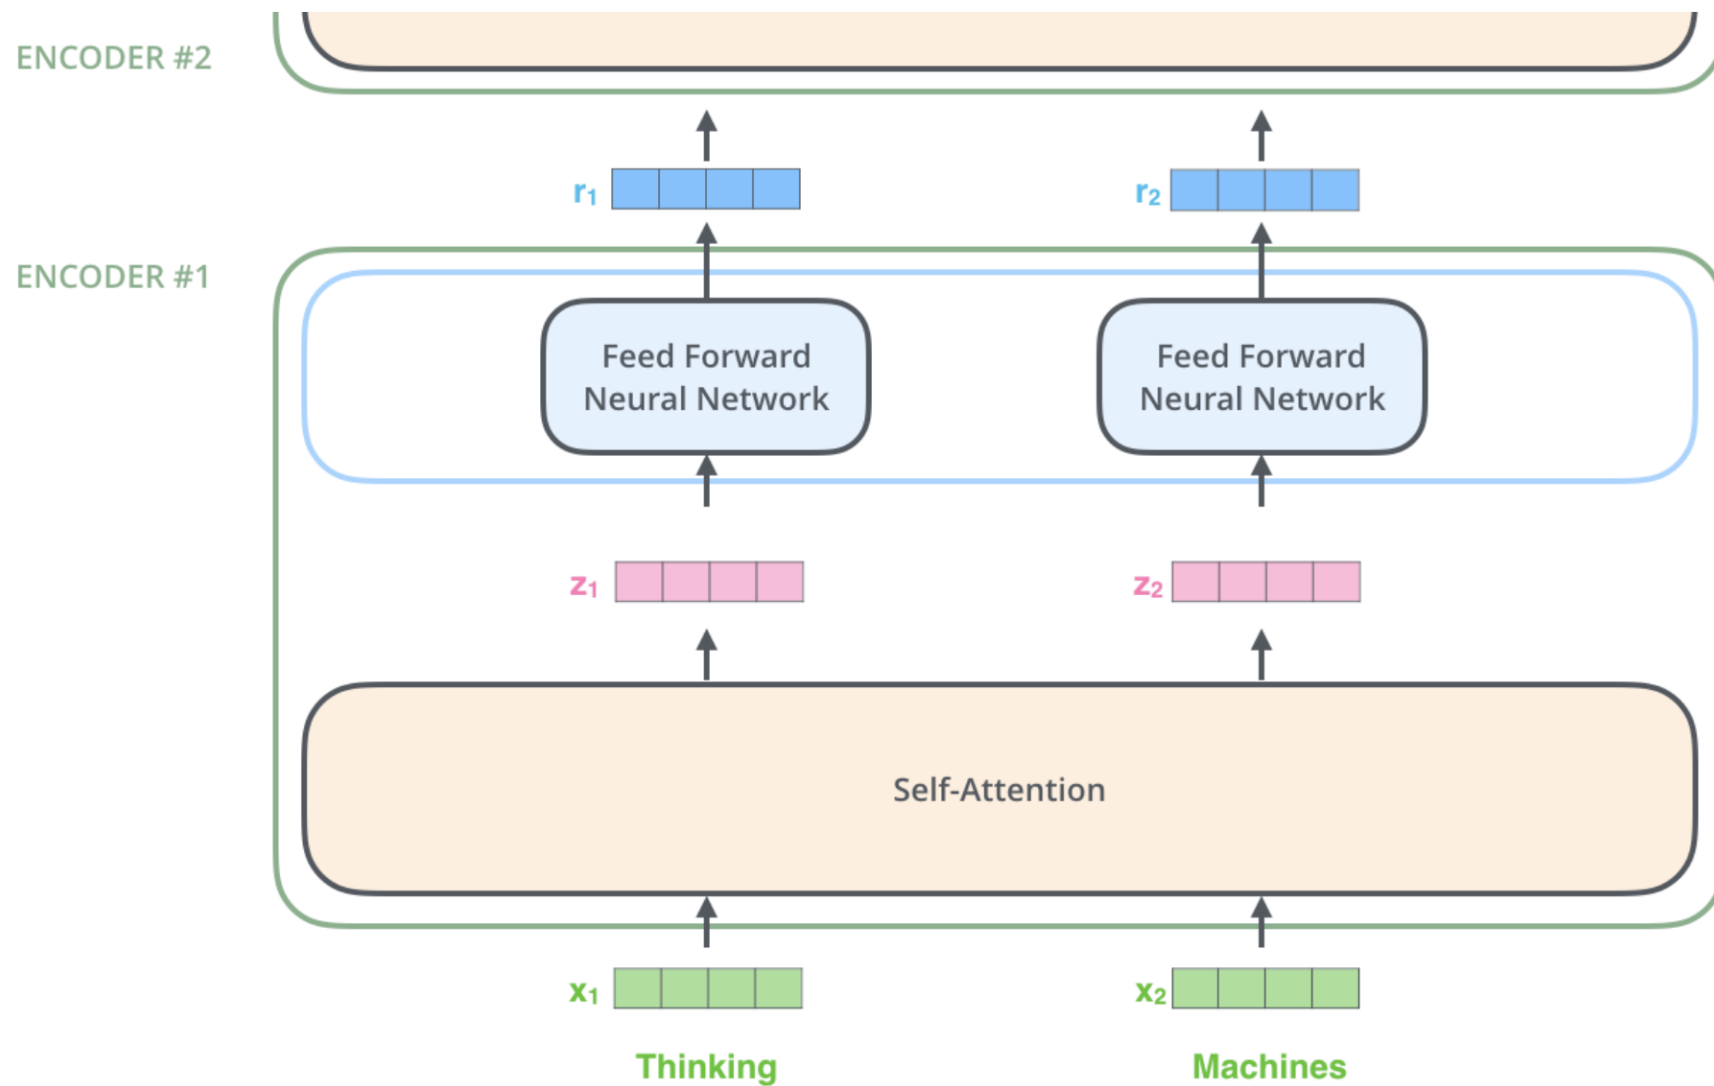 ENCODER #2
r₁
r₂
ENCODER #1
Feed Forward
Neural Network
Feed Forward
Neural Network
z₁
z₂
Self-Attention
x₁
x₂
Thinking
Machines